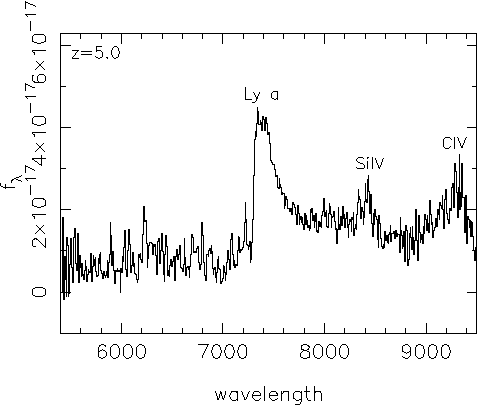 z=5.0
Ly a
SiIV
CIV
6×10⁻¹⁷
4×10⁻¹⁷
2×10⁻¹⁷
0
fλ
6000 7000 8000 9000
wavelength